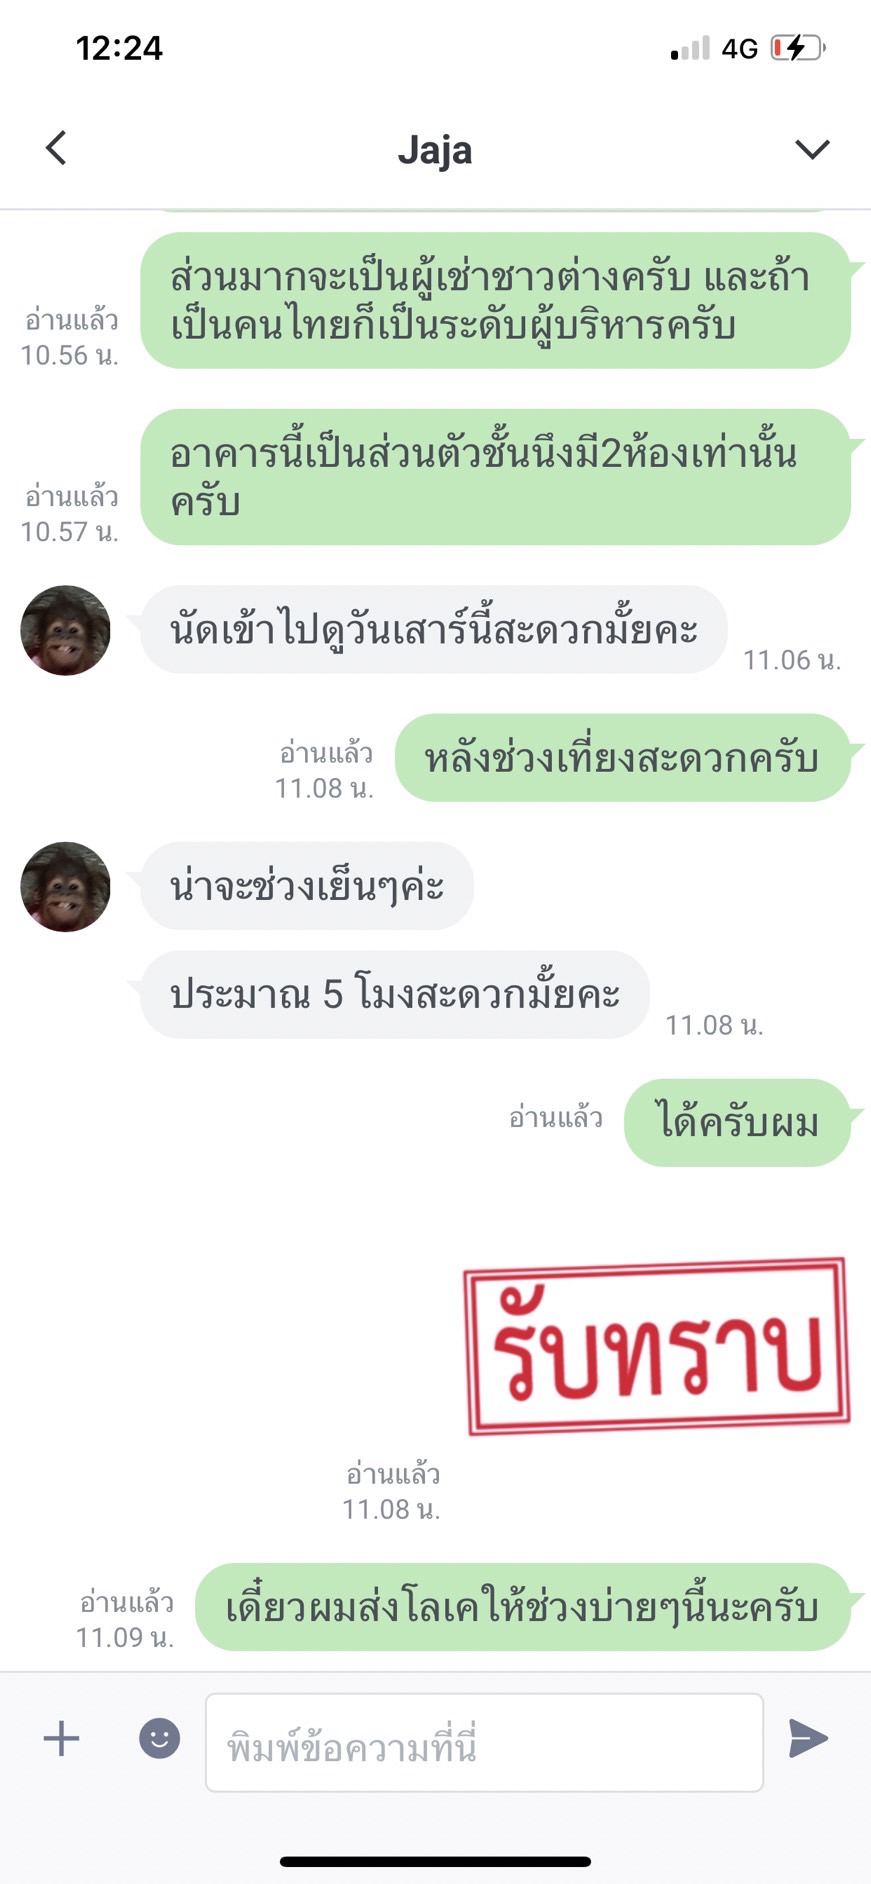 12:24
4G
Jaja
ส่วนมากจะเป็นผู้เช่าชาวต่างครับ และถ้า
เป็นคนไทยก็เป็นระดับผู้บริหารครับ
อ่านแล้ว
10.56 น.
อาคารนี้เป็นส่วนตัวชั้นนึงมี2ห้องเท่านั้น
ครับ
อ่านแล้ว
10.57 น.
นัดเข้าไปดูวันเสาร์นี้สะดวกมั้ยคะ
11.06 น.
หลังช่วงเที่ยงสะดวกครับ
อ่านแล้ว
11.08 น.
น่าจะช่วงเย็นๆค่ะ
ประมาณ 5 โมงสะดวกมั้ยคะ
11.08 น.
ได้ครับผม
อ่านแล้ว
รับทราบ
อ่านแล้ว
11.08 น.
เดี๋ยวผมส่งโลเคให้ช่วงบ่ายๆนี้นะครับ
อ่านแล้ว
11.09 น.
พิมพ์ข้อความที่นี่